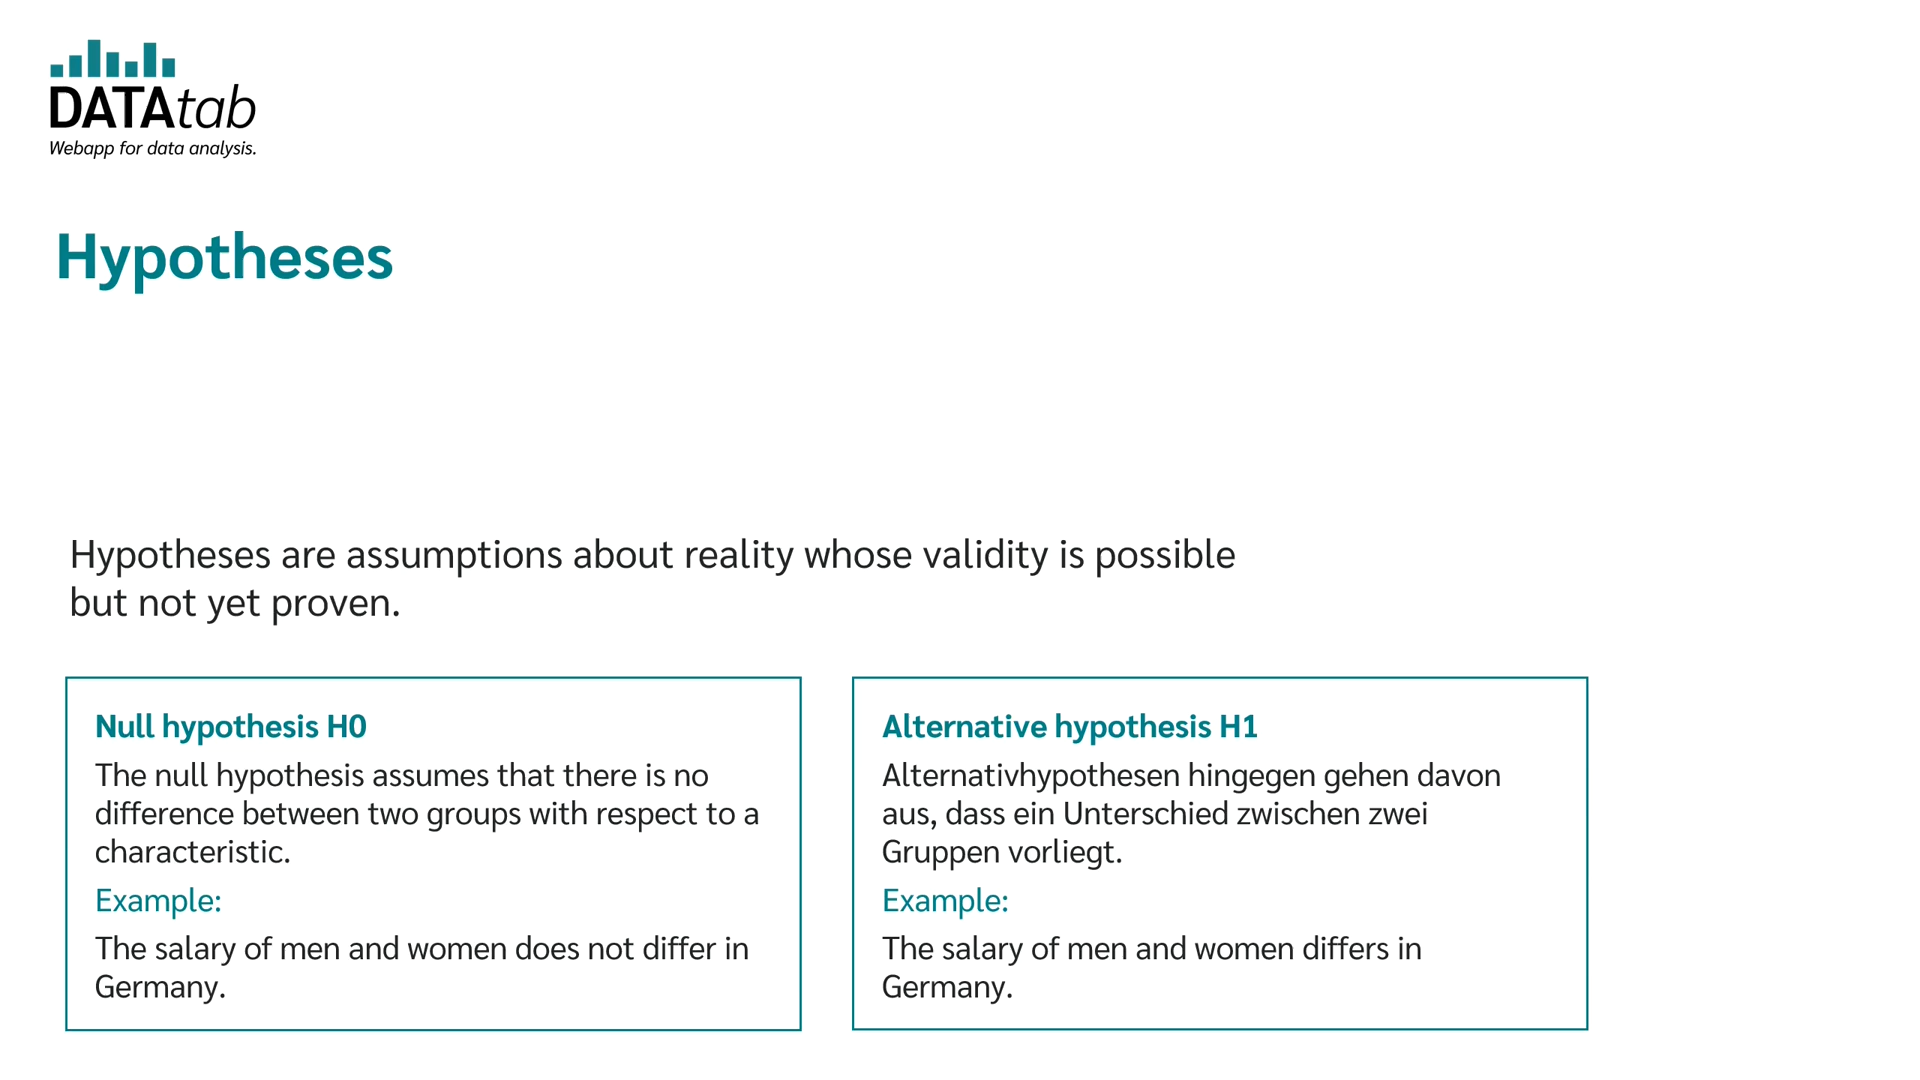 DATAtab
Webapp for data analysis.
Hypotheses
Hypotheses are assumptions about reality whose validity is possible
but not yet proven.
Null hypothesis H0
The null hypothesis assumes that there is no
difference between two groups with respect to a
characteristic.
Example:
The salary of men and women does not differ in
Germany.
Alternative hypothesis H1
Alternativhypothesen hingegen gehen davon
aus, dass ein Unterschied zwischen zwei
Gruppen vorliegt.
Example:
The salary of men and women differs in
Germany.